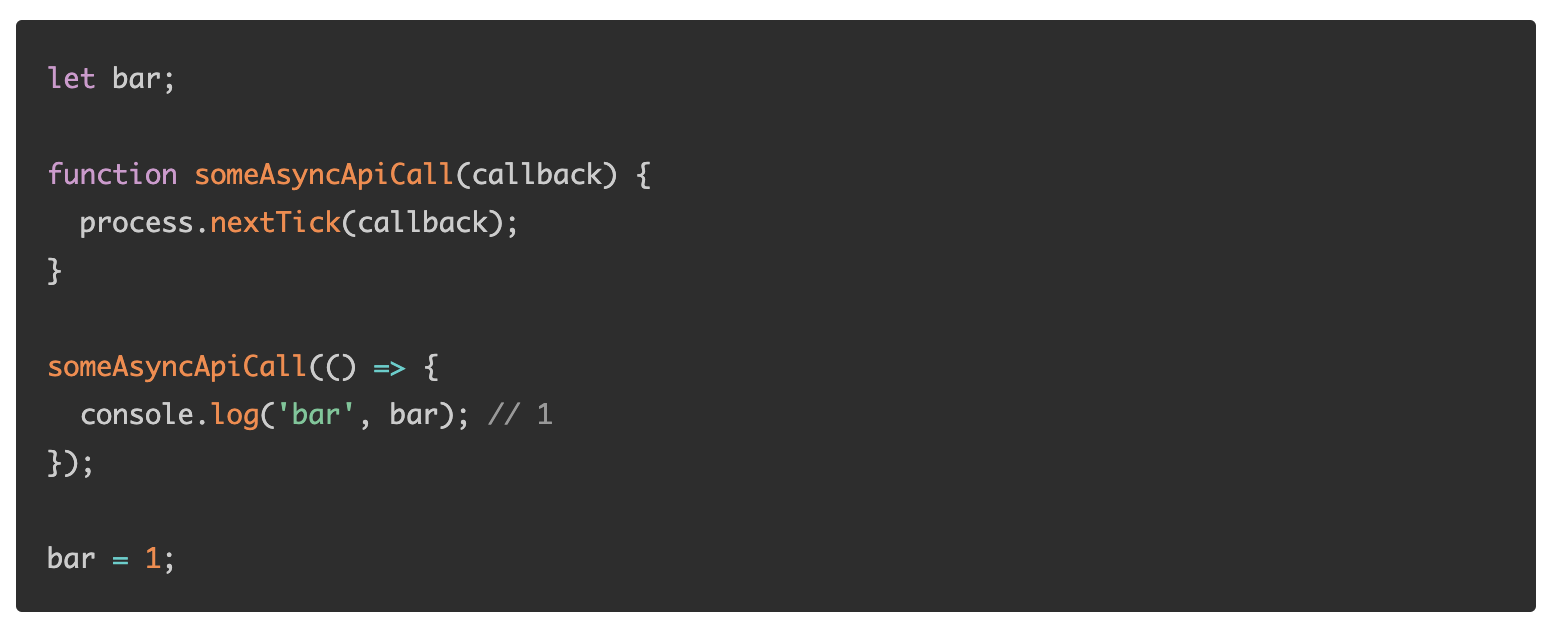 let bar;
function someAsyncApiCall(callback) {
  process.nextTick(callback);
}
someAsyncApiCall(() => {
  console.log('bar', bar); // 1
});
bar = 1;